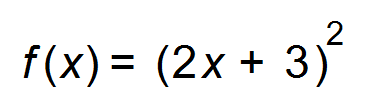 f(x) = (2x + 3)²